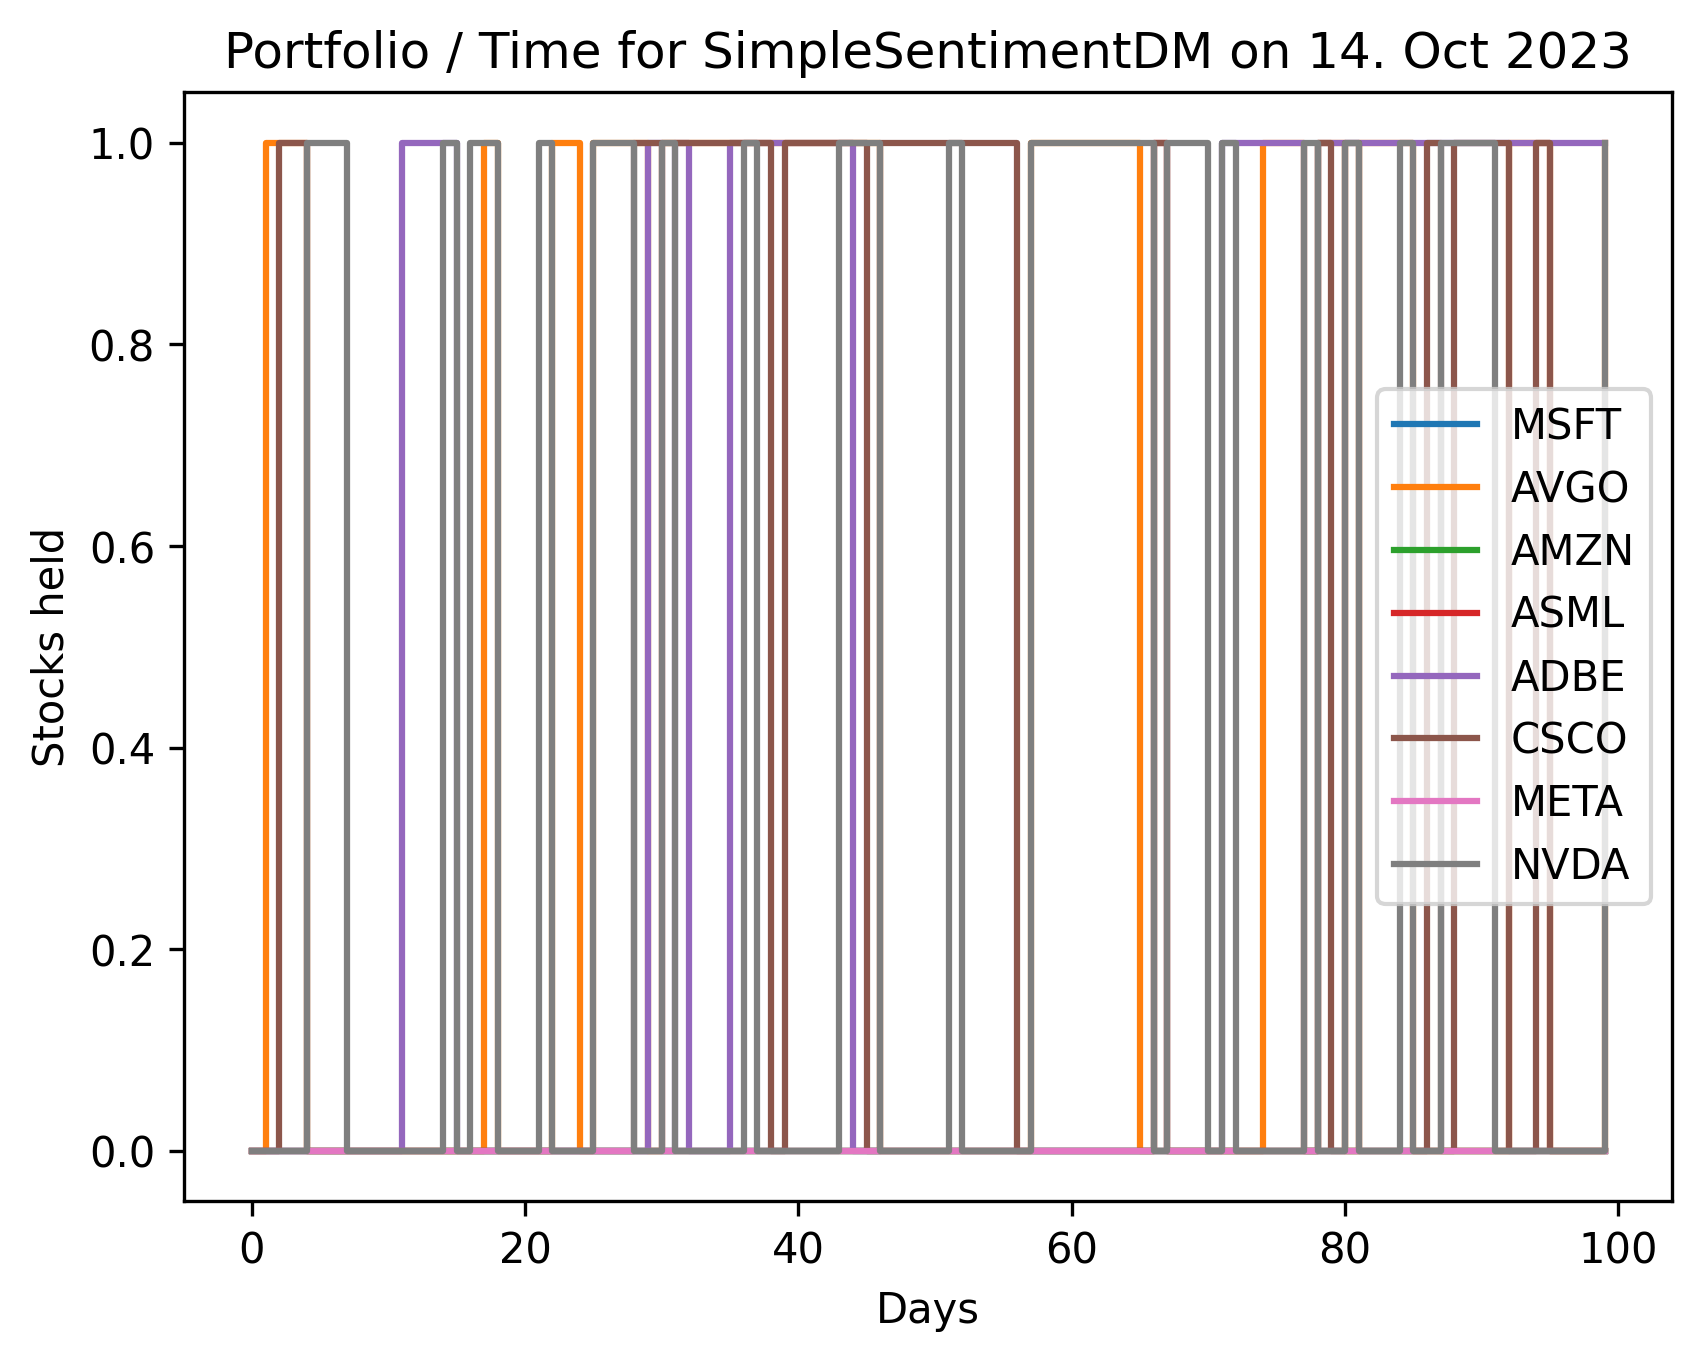 Portfolio / Time for SimpleSentimentDM on 14. Oct 2023
1.0
0.8
0.6
0.4
0.2
0.0
Stocks held
MSFT
AVGO
AMZN
ASML
ADBE
CSCO
META
NVDA
0 20 40 60 80 100
Days